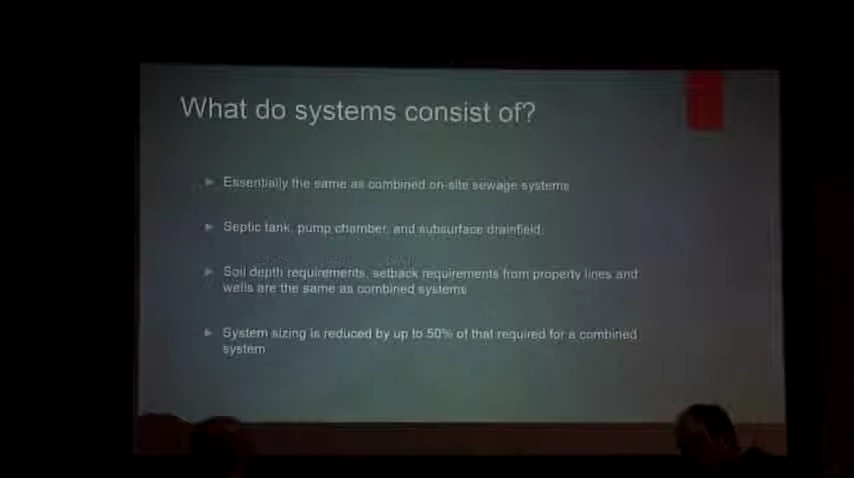 What do systems consist of?
Essentially the same as combined on-site sewage systems
Septic tank, pump chamber, and subsurface drainfield.
Soil depth requirements, setback requirements from property lines and
wells are the same as combined systems
System sizing is reduced by up to 50% of that required for a combined
system